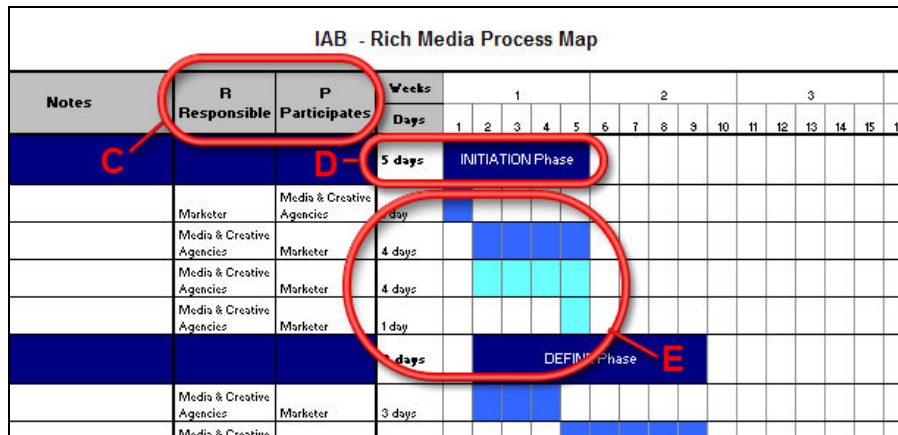 IAB - Rich Media Process Map
Notes
R
Responsible
P
Participates
Weeks
1 2 3
Days
1 2 3 4 5 6 7 8 9 10 11 12 13 14 15
C
D
5 days
INITIATION Phase
Marketer
Media & Creative
Agencies
day
Media & Creative
Agencies
Marketer
4 days
Media & Creative
Agencies
Marketer
4 days
Media & Creative
Agencies
Marketer
1 day
days
DEFINE Phase
E
Media & Creative
Agencies
Marketer
3 days
Media & Creative